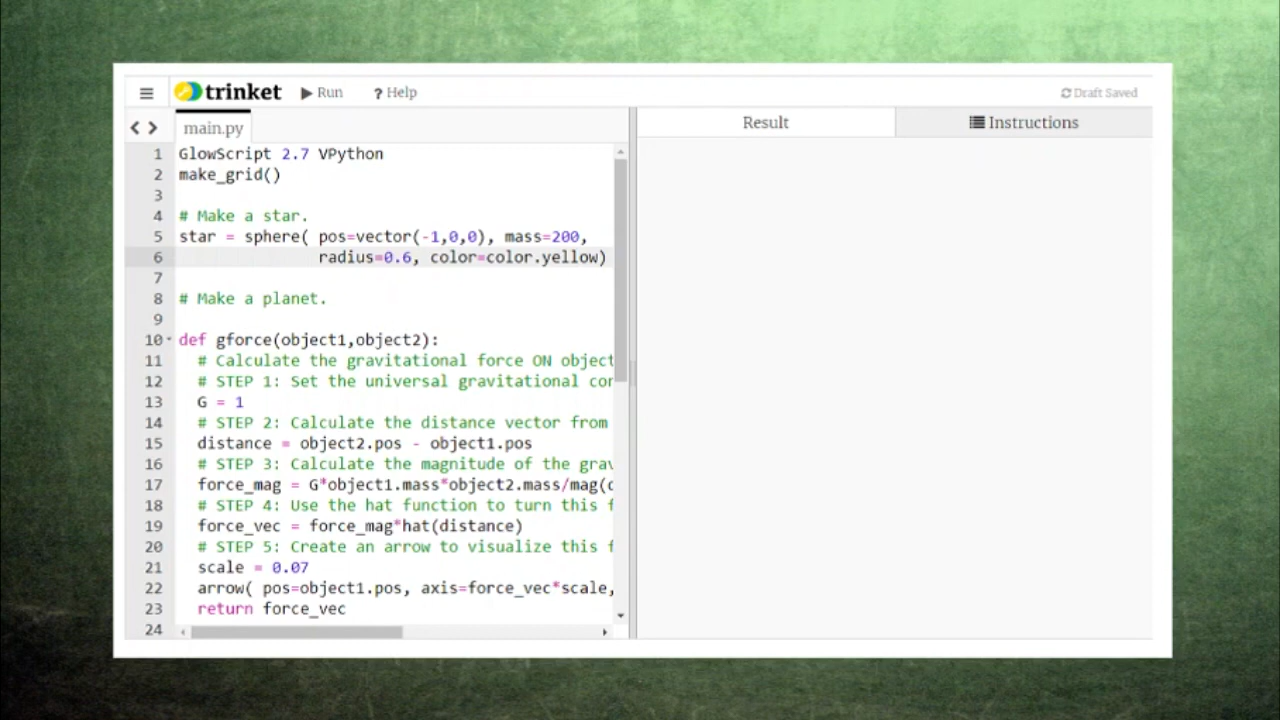 trinket Run ? Help Draft Saved
main.py Result Instructions
1 GlowScript 2.7 VPython
2 make_grid()
3
4 # Make a star.
5 star = sphere( pos=vector(-1,0,0), mass=200,
6 radius=0.6, color=color.yellow)
7
8 # Make a planet.
9
10 def gforce(object1,object2):
11 # Calculate the gravitational force ON object
12 # STEP 1: Set the universal gravitational con
13 G = 1
14 # STEP 2: Calculate the distance vector from
15 distance = object2.pos - object1.pos
16 # STEP 3: Calculate the magnitude of the grav
17 force_mag = G*object1.mass*object2.mass/mag(d
18 # STEP 4: Use the hat function to turn this f
19 force_vec = force_mag*hat(distance)
20 # STEP 5: Create an arrow to visualize this f
21 scale = 0.07
22 arrow( pos=object1.pos, axis=force_vec*scale,
23 return force_vec
24